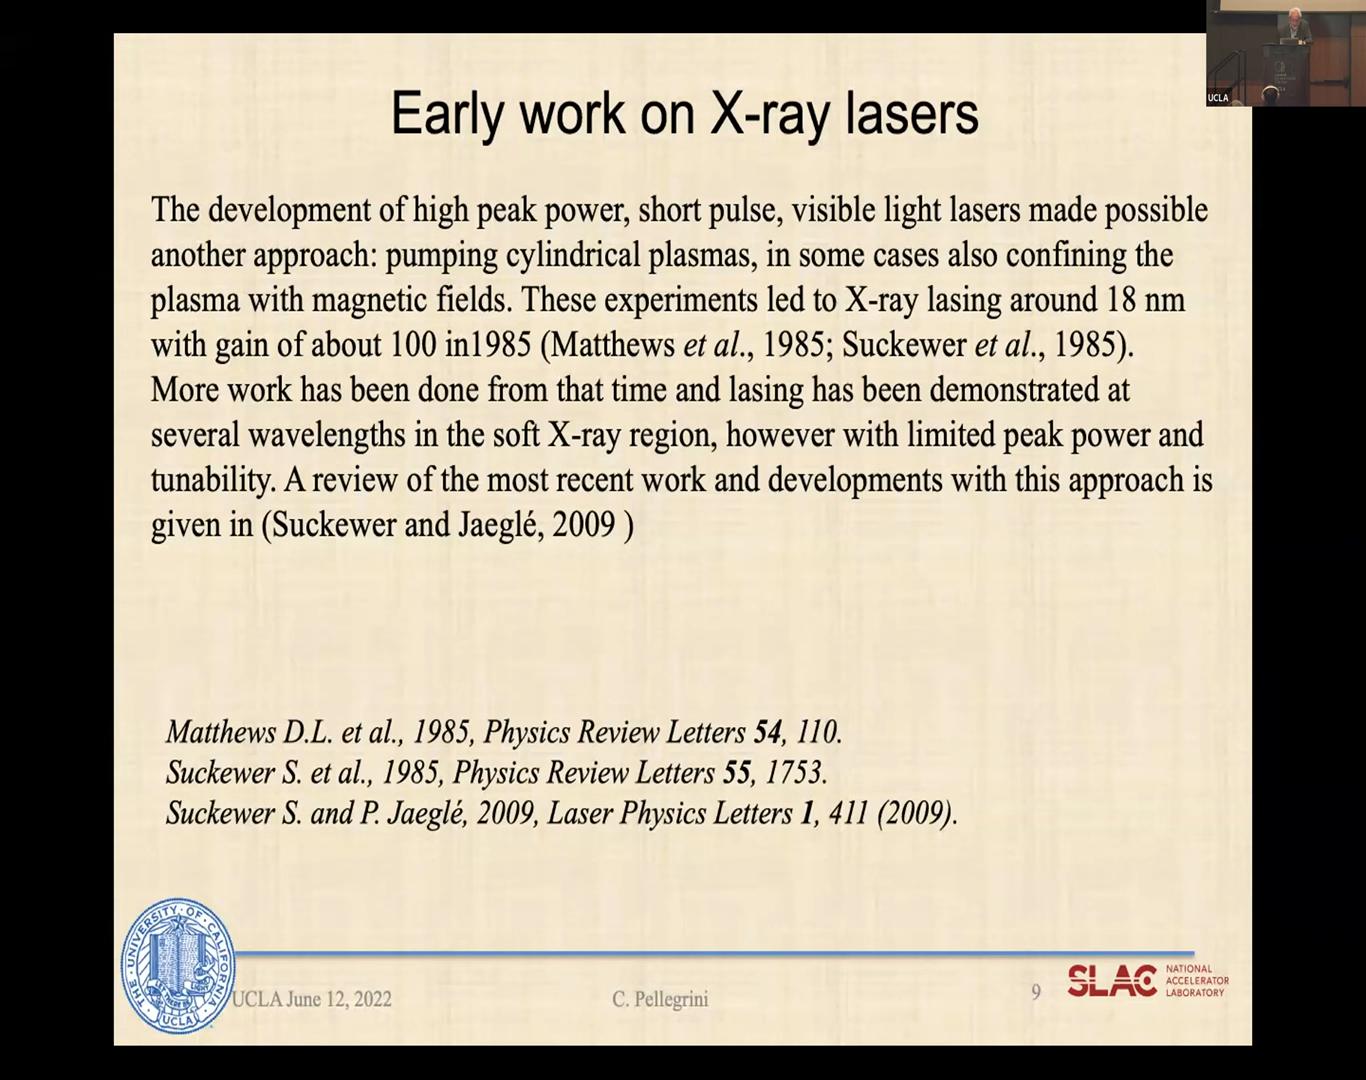 UCLA
Early work on X-ray lasers
The development of high peak power, short pulse, visible light lasers made possible
another approach: pumping cylindrical plasmas, in some cases also confining the
plasma with magnetic fields. These experiments led to X-ray lasing around 18 nm
with gain of about 100 in1985 (Matthews et al., 1985; Suckewer et al., 1985).
More work has been done from that time and lasing has been demonstrated at
several wavelengths in the soft X-ray region, however with limited peak power and
tunability. A review of the most recent work and developments with this approach is
given in (Suckewer and Jaeglé, 2009 )
Matthews D.L. et al., 1985, Physics Review Letters 54, 110.
Suckewer S. et al., 1985, Physics Review Letters 55, 1753.
Suckewer S. and P. Jaeglé, 2009, Laser Physics Letters 1, 411 (2009).
THE · UNIVERSITY · OF · CALIFORNIA
UCLA
UCLA June 12, 2022
C. Pellegrini
9
SLAC
NATIONAL
ACCELERATOR
LABORATORY